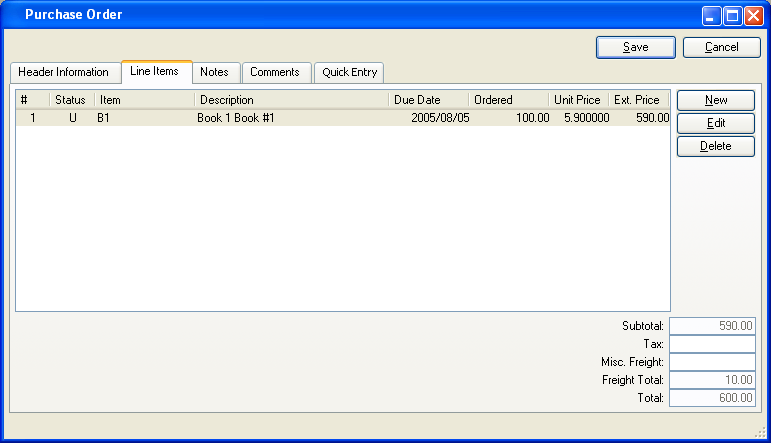 Purchase Order
Save Cancel
Header Information Line Items Notes Comments Quick Entry
# Status Item Description Due Date Ordered Unit Price Ext. Price
1 U B1 Book 1 Book #1 2005/08/05 100.00 5.900000 590.00
New
Edit
Delete
Subtotal: 590.00
Tax:
Misc. Freight:
Freight Total: 10.00
Total: 600.00